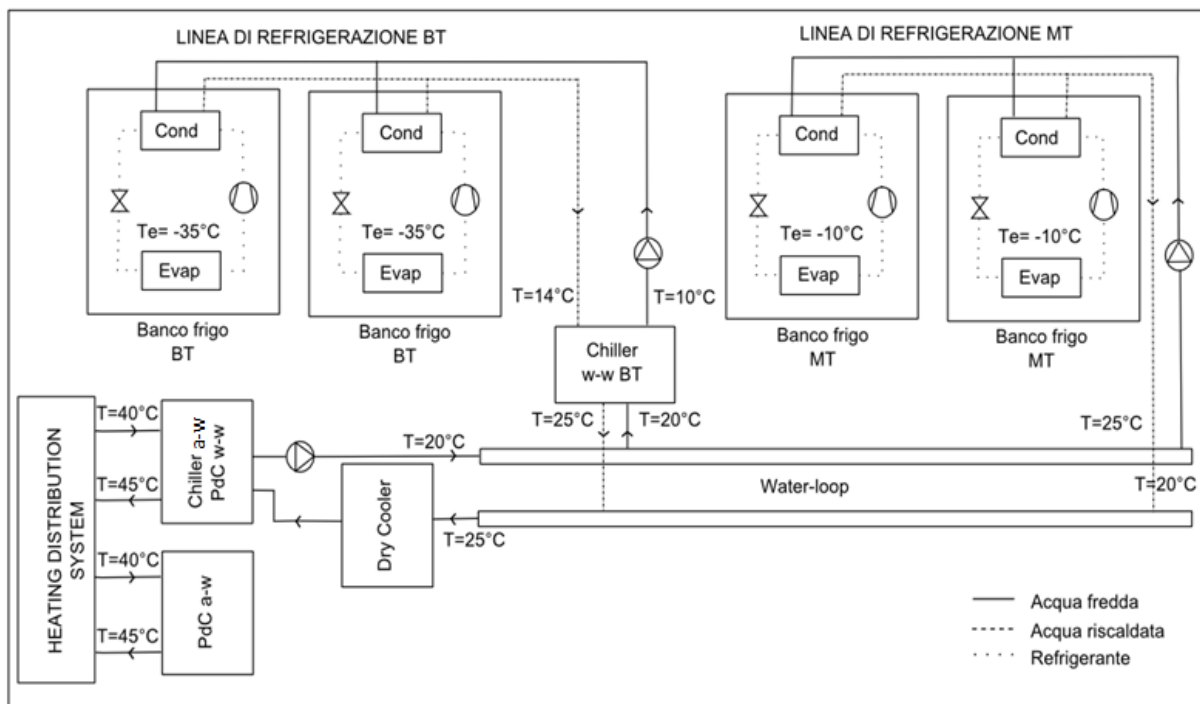 LINEA DI REFRIGERAZIONE BT
LINEA DI REFRIGERAZIONE MT
Cond
Cond
Cond
Cond
Te= -35°C
Te= -35°C
Te= -10°C
Te= -10°C
Evap
Evap
Evap
Evap
Banco frigo
BT
Banco frigo
BT
Banco frigo
MT
Banco frigo
MT
T=14°C
T=10°C
Chiller
w-w BT
T=25°C
T=20°C
T=25°C
T=20°C
HEATING DISTRIBUTION
SYSTEM
T=40°C
T=45°C
Chiller a-w
PdC w-w
T=20°C
Water-loop
Dry Cooler
T=25°C
T=40°C
T=45°C
PdC a-w
Acqua fredda
Acqua riscaldata
Refrigerante